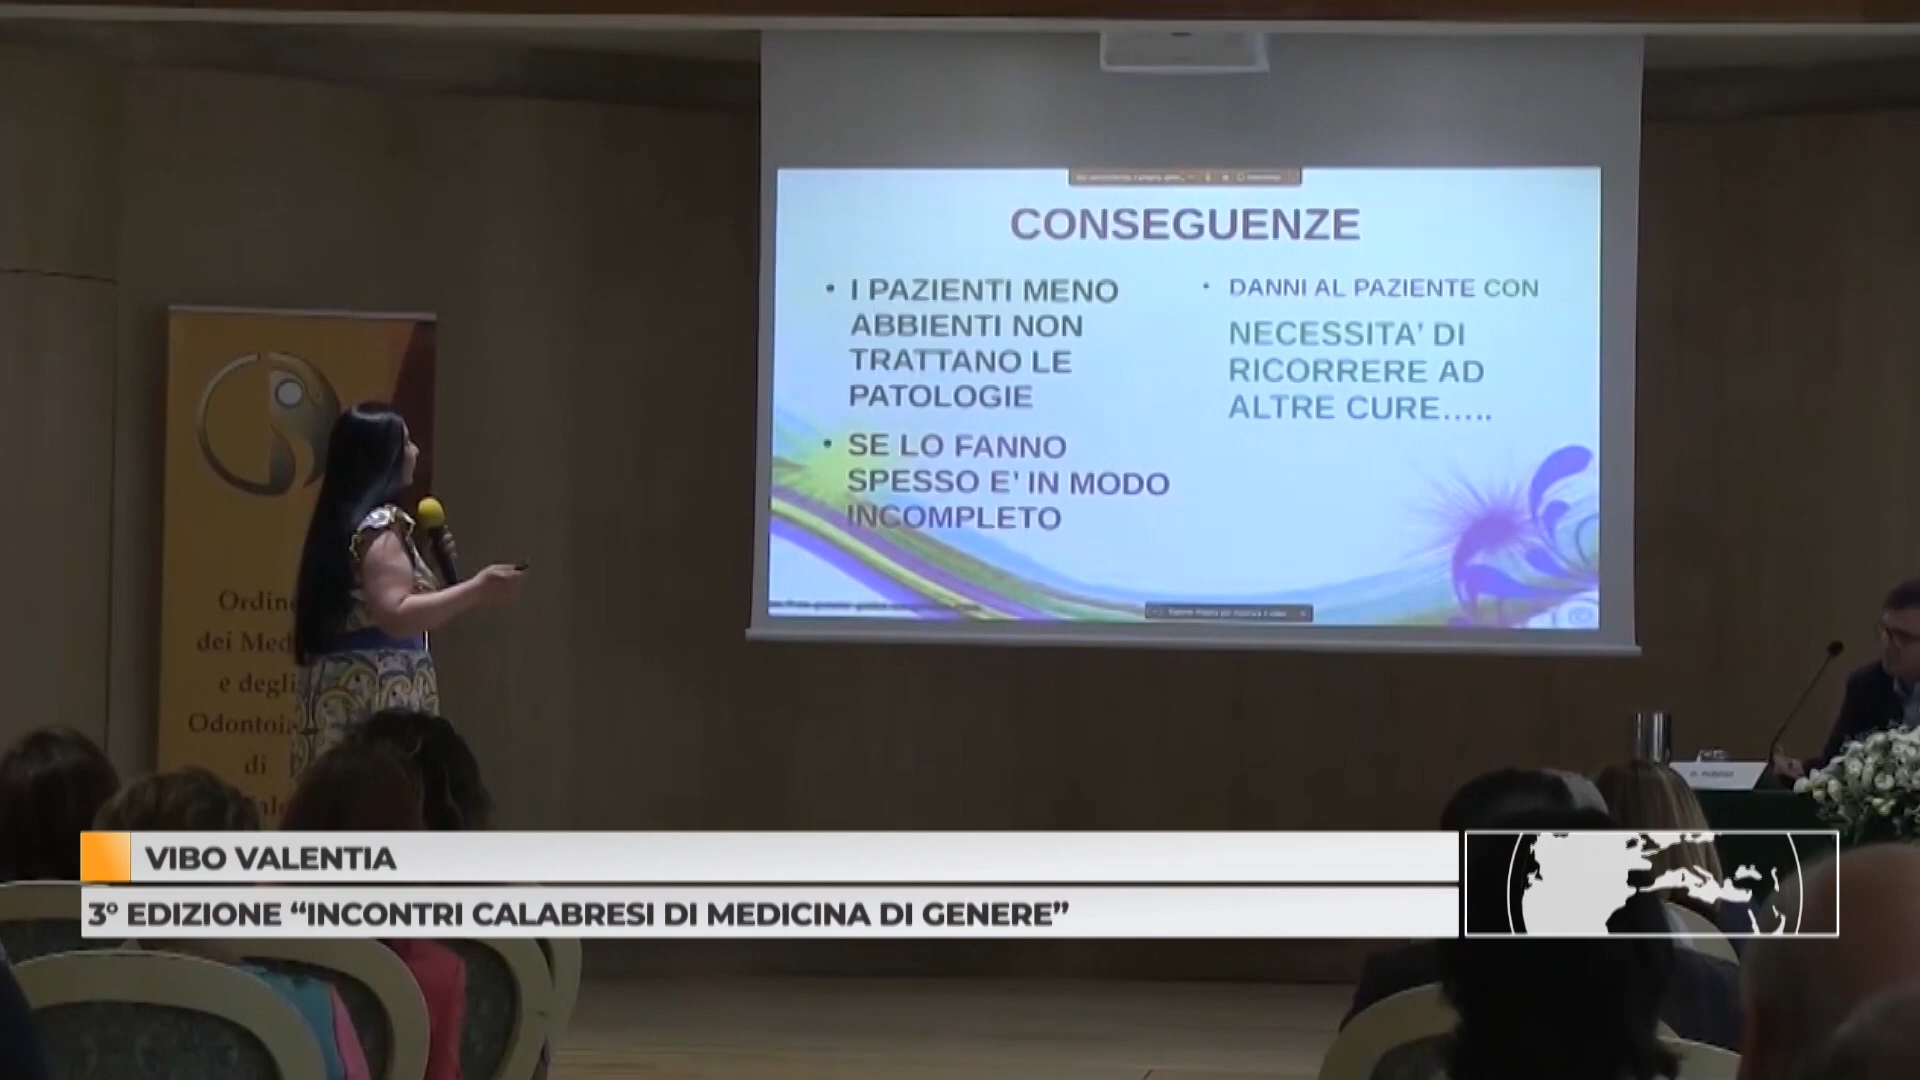 CONSEGUENZE
• I PAZIENTI MENO
ABBIENTI NON
TRATTANO LE
PATOLOGIE
• SE LO FANNO
SPESSO E' IN MODO
INCOMPLETO
• DANNI AL PAZIENTE CON
NECESSITA' DI
RICORRERE AD
ALTRE CURE…..
Ordine
dei Med
e degli
Odontoia
di
VIBO VALENTIA
3° EDIZIONE “INCONTRI CALABRESI DI MEDICINA DI GENERE”